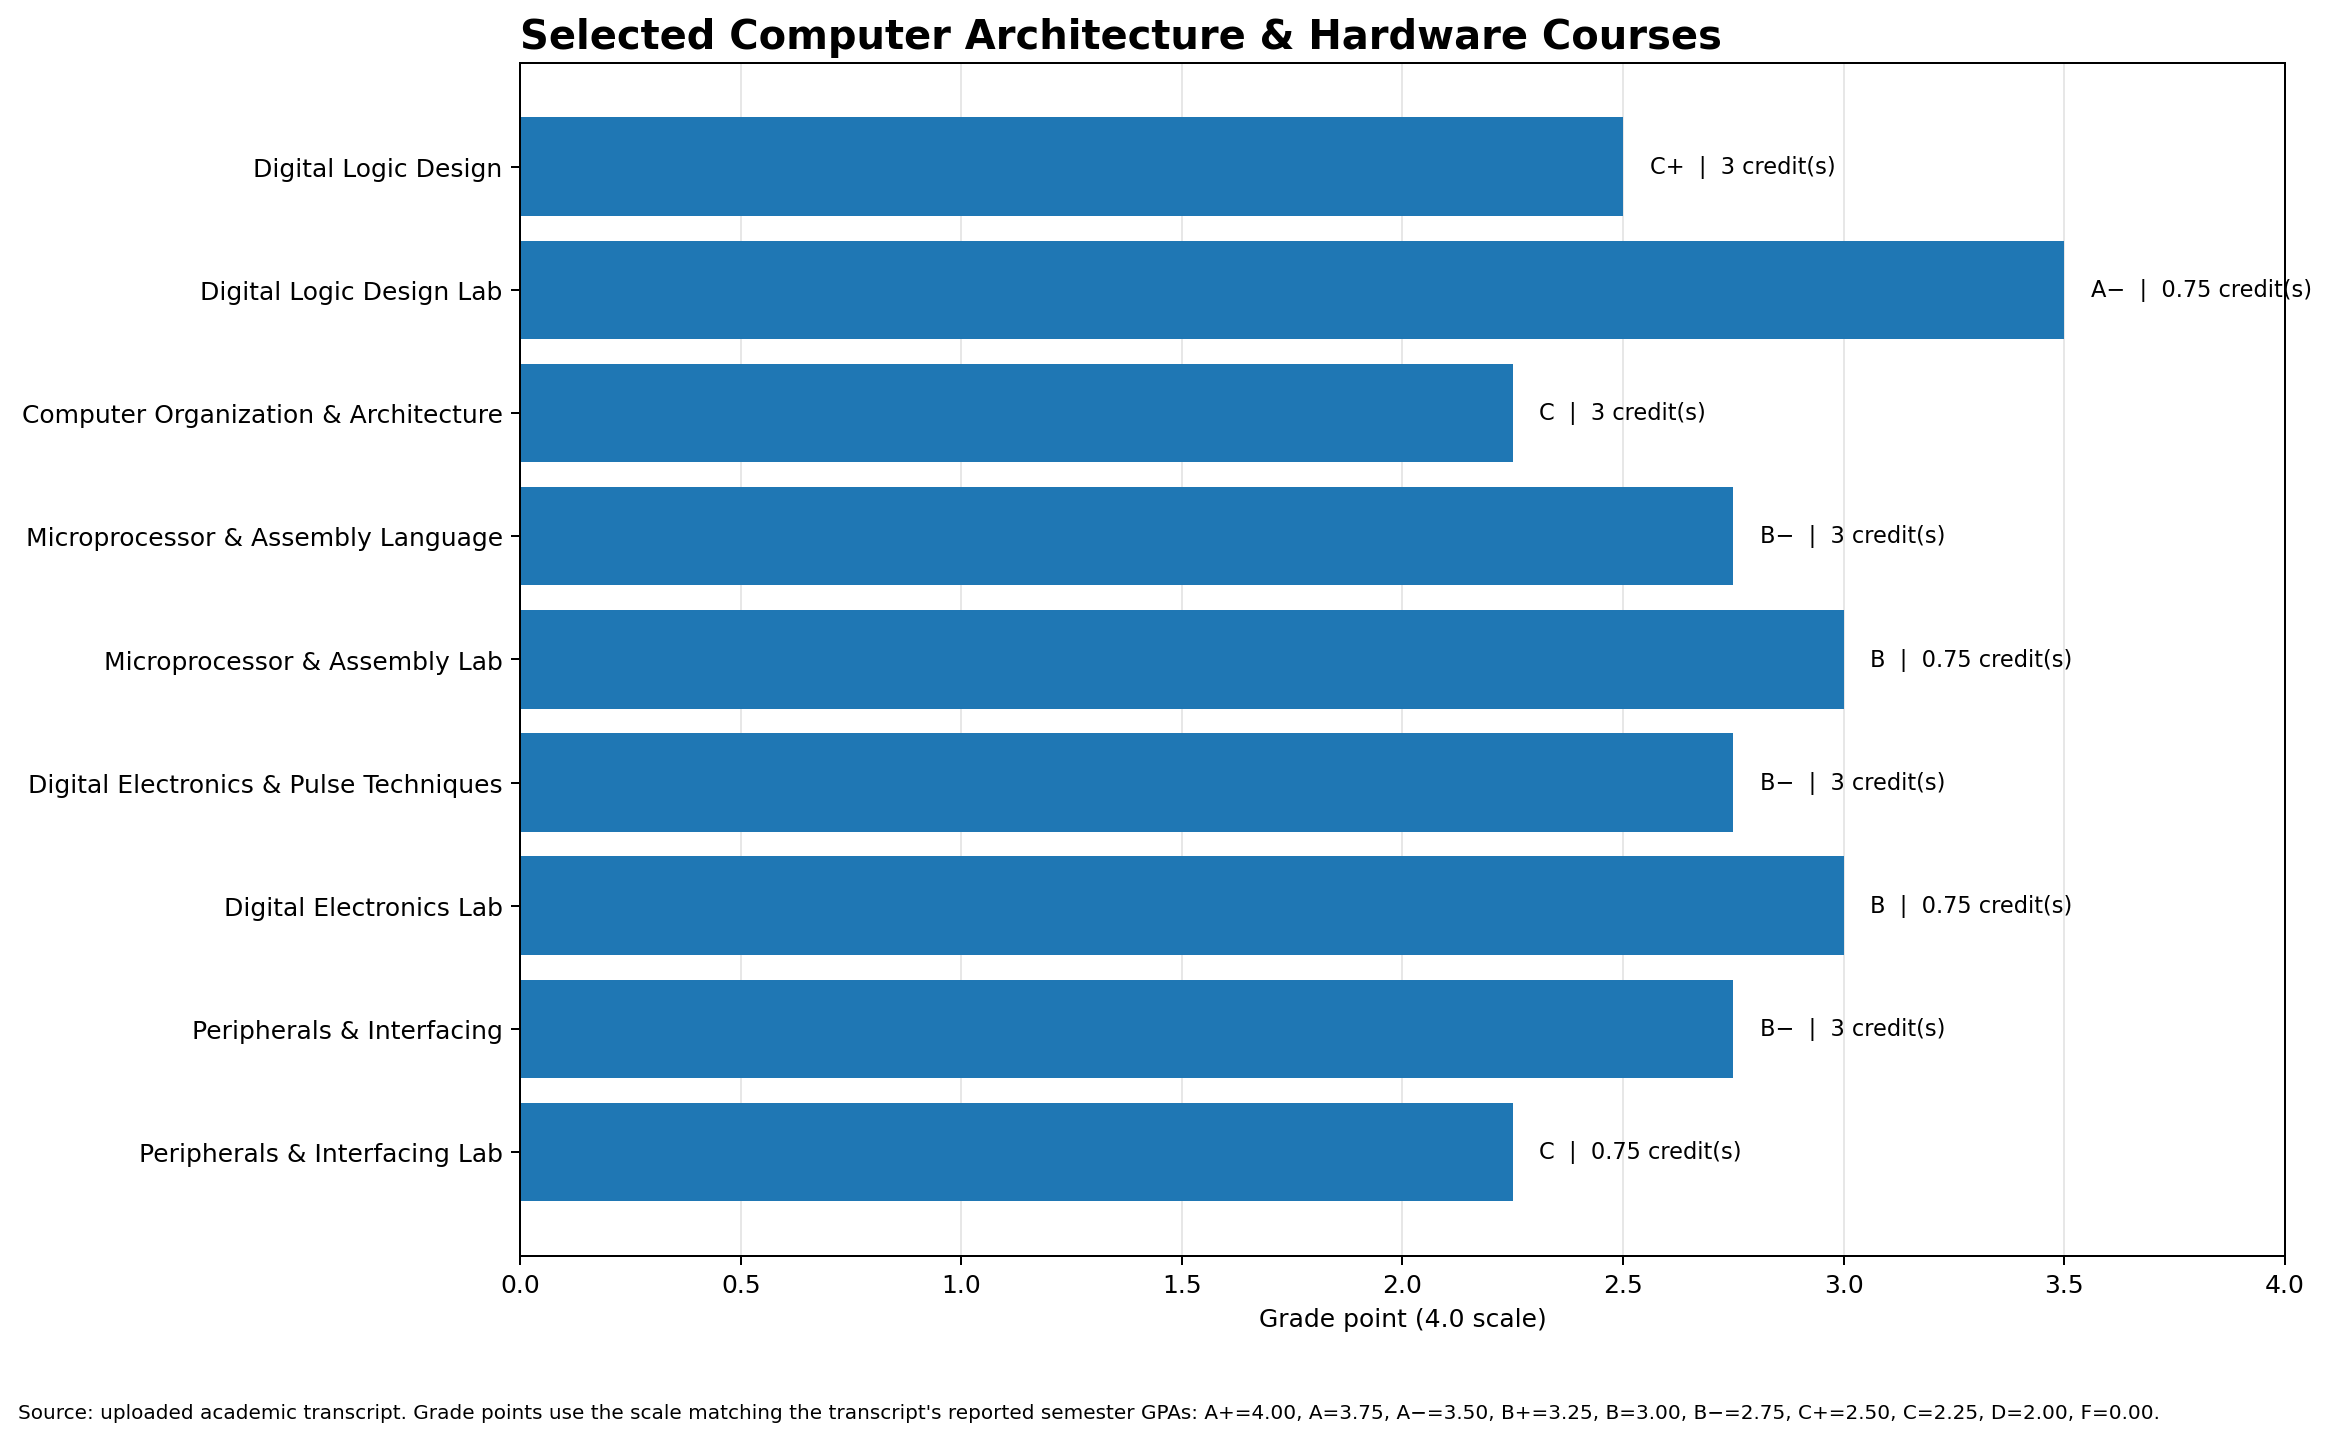 Selected Computer Architecture & Hardware Courses
Digital Logic Design
C+ | 3 credit(s)
Digital Logic Design Lab
A− | 0.75 credit(s)
Computer Organization & Architecture
C | 3 credit(s)
Microprocessor & Assembly Language
B− | 3 credit(s)
Microprocessor & Assembly Lab
B | 0.75 credit(s)
Digital Electronics & Pulse Techniques
B− | 3 credit(s)
Digital Electronics Lab
B | 0.75 credit(s)
Peripherals & Interfacing
B− | 3 credit(s)
Peripherals & Interfacing Lab
C | 0.75 credit(s)
0.0 0.5 1.0 1.5 2.0 2.5 3.0 3.5 4.0
Grade point (4.0 scale)
Source: uploaded academic transcript. Grade points use the scale matching the transcript's reported semester GPAs: A+=4.00, A=3.75, A−=3.50, B+=3.25, B=3.00, B−=2.75, C+=2.50, C=2.25, D=2.00, F=0.00.